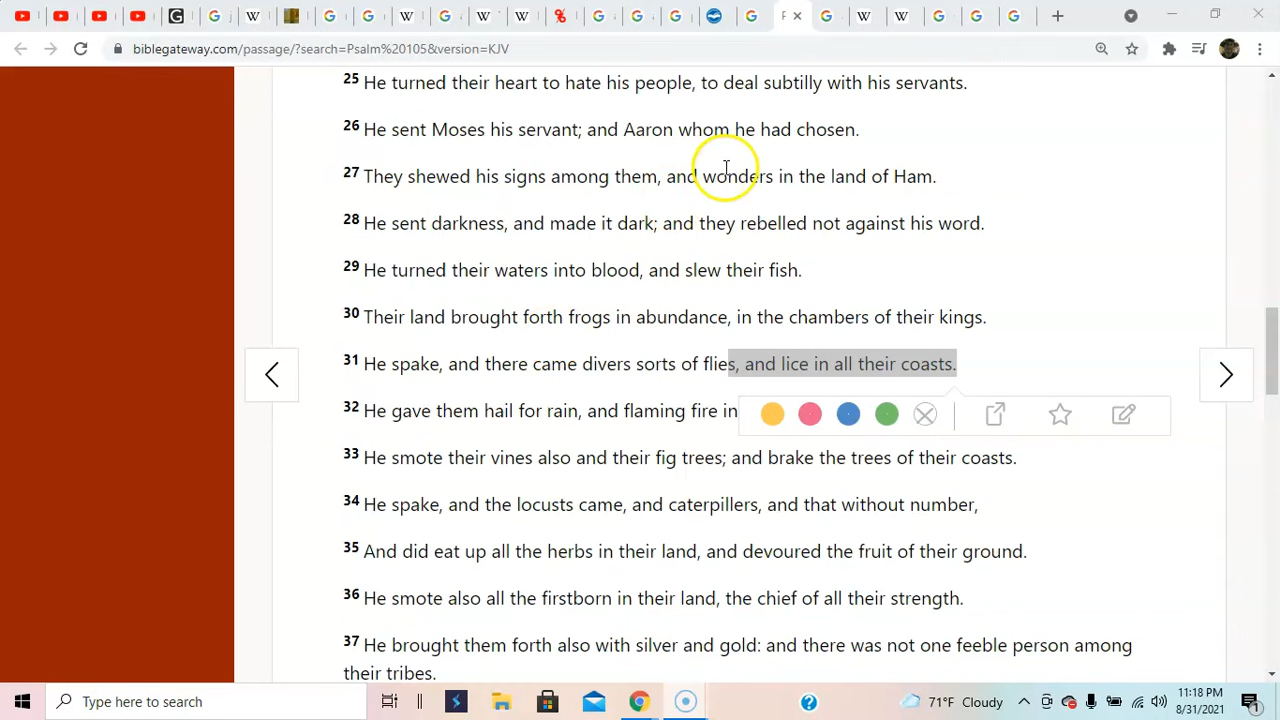 biblegateway.com/passage/?search=Psalm%20105&version=KJV
25 He turned their heart to hate his people, to deal subtilly with his servants.
26 He sent Moses his servant; and Aaron whom he had chosen.
27 They shewed his signs among them, and wonders in the land of Ham.
28 He sent darkness, and made it dark; and they rebelled not against his word.
29 He turned their waters into blood, and slew their fish.
30 Their land brought forth frogs in abundance, in the chambers of their kings.
31 He spake, and there came divers sorts of flies, and lice in all their coasts.
32 He gave them hail for rain, and flaming fire in
33 He smote their vines also and their fig trees; and brake the trees of their coasts.
34 He spake, and the locusts came, and caterpillers, and that without number,
35 And did eat up all the herbs in their land, and devoured the fruit of their ground.
36 He smote also all the firstborn in their land, the chief of all their strength.
37 He brought them forth also with silver and gold: and there was not one feeble person among
their tribes.
Type here to search
71°F Cloudy
11:18 PM
8/31/2021